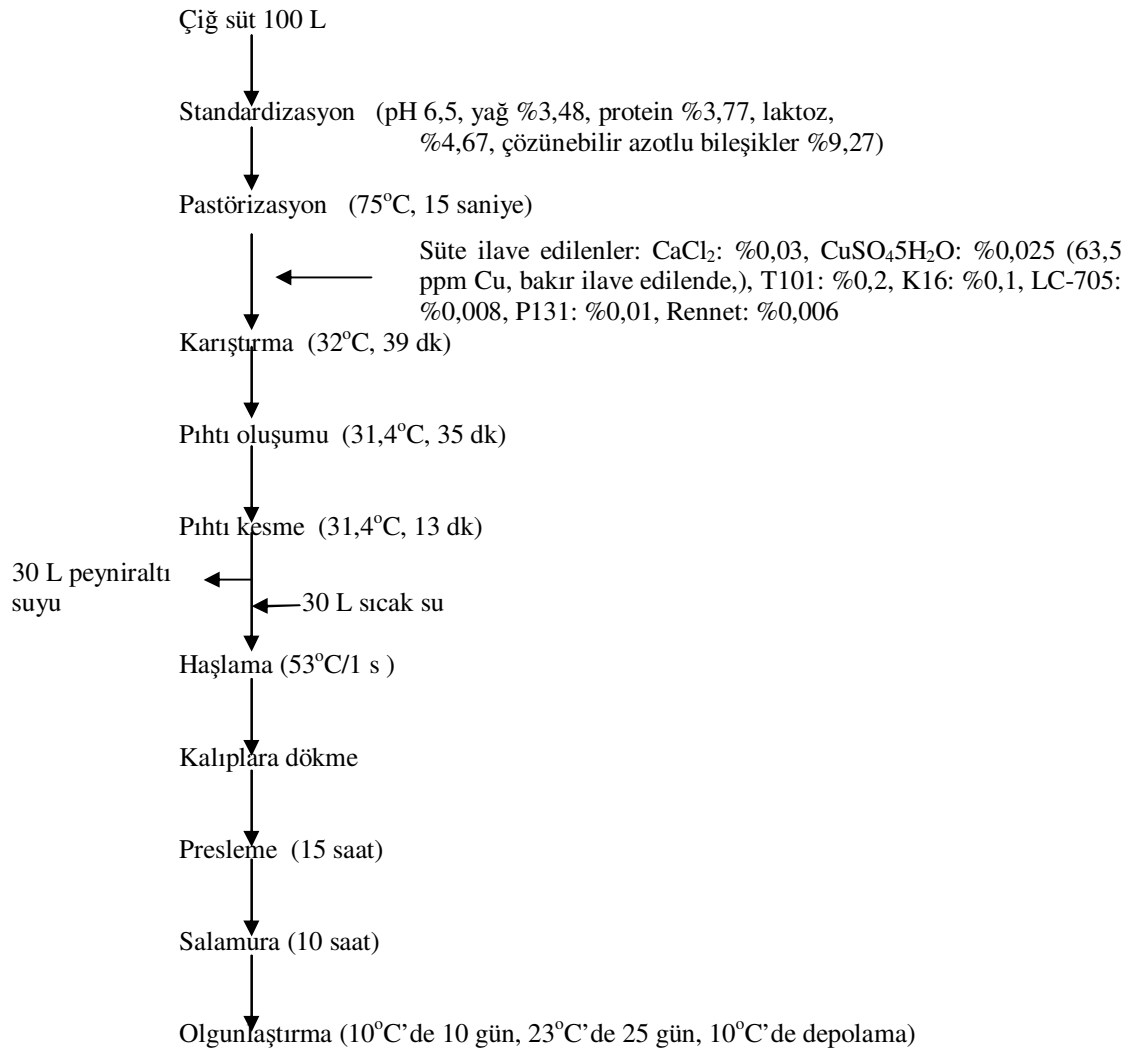 Çiğ süt 100 L
Standardizasyon (pH 6,5, yağ %3,48, protein %3,77, laktoz,
%4,67, çözünebilir azotlu bileşikler %9,27)
Pastörizasyon (75°C, 15 saniye)
Süte ilave edilenler: CaCl₂: %0,03, CuSO₄5H₂O: %0,025 (63,5
ppm Cu, bakır ilave edilende,), T101: %0,2, K16: %0,1, LC-705:
%0,008, P131: %0,01, Rennet: %0,006
Karıştırma (32°C, 39 dk)
Pıhtı oluşumu (31,4°C, 35 dk)
Pıhtı kesme (31,4°C, 13 dk)
30 L peyniraltı
suyu
30 L sıcak su
Haşlama (53°C/1 s )
Kalıplara dökme
Presleme (15 saat)
Salamura (10 saat)
Olgunlaştırma (10°C’de 10 gün, 23°C’de 25 gün, 10°C’de depolama)